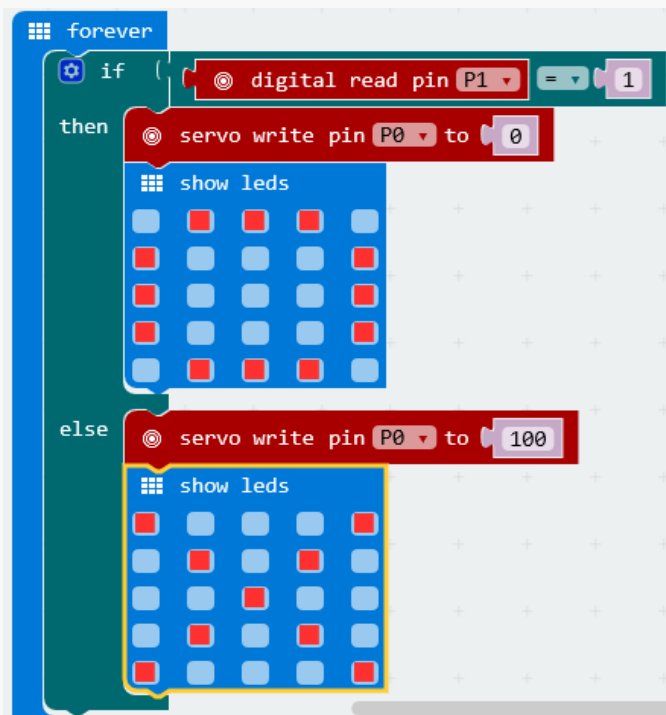 forever
if digital read pin P1 = 1
then servo write pin P0 to 0
show leds
else servo write pin P0 to 100
show leds